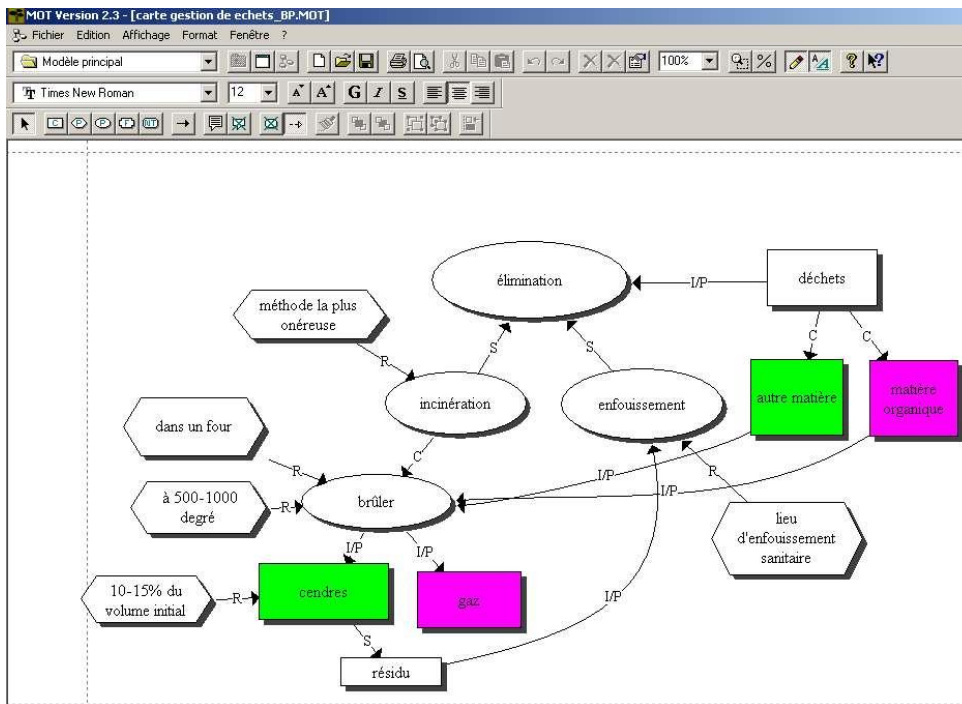 MOT Version 2.3 - [carte gestion de echets_BP.MOT]
Fichier Edition Affichage Format Fenêtre ?
Modèle principal
100%
Times New Roman
12
G I S
élimination
I/P
déchets
méthode la plus
onéreuse
R
S
S
C
C
incinération
enfouissement
autre matière
matière
organique
dans un four
C
R
I/P
R
I/P
à 500-1000
degré
R
brûler
lieu
d'enfouissement
sanitaire
I/P
I/P
10-15% du
volume initial
R
cendres
gaz
I/P
S
résidu